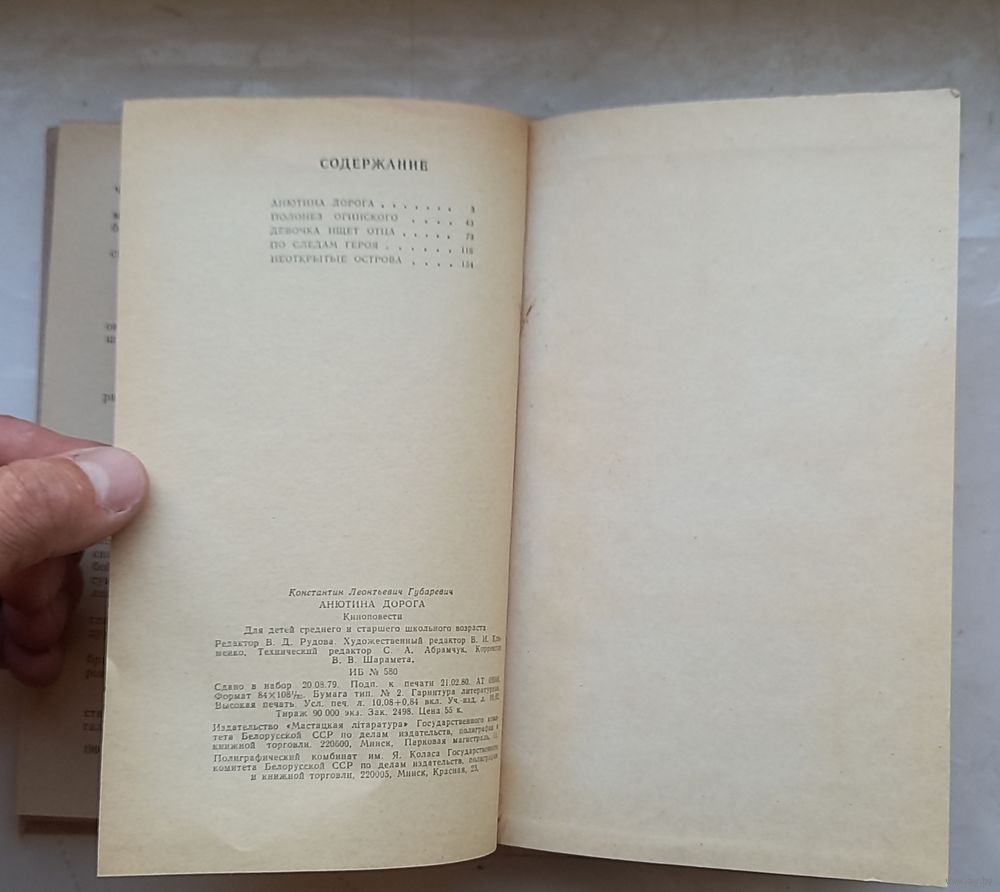 СОДЕРЖАНИЕ
АНЮТИНА ДОРОГА . . . . . . . 3
ПОЛОНЕЗ ОГИНСКОГО . . . . 43
ДЕВОЧКА ИЩЕТ ОТЦА . . . . . 73
ПО СЛЕДАМ ГЕРОЯ . . . . . .
НЕОТКРЫТЫЕ ОСТРОВА . . . . 154
Константин Леонтьевич Губаревич
АНЮТИНА ДОРОГА
Киноповести
Для детей среднего и старшего школьного возраста
Редактор В. Д. Рудова. Художественный редактор В. И.
Технический редактор С. А. Абрамчук. Корректор
В. В. Шарамета.
ИБ № 580
Сдано в набор 20.08.79. Подп. к печати 21.02.80. АТ
Формат 84×108¹/₃₂. Бумага тип. № 2. Гарнитура литературная.
Высокая печать. Усл. печ. л. 10,08+0,84 вкл. Уч.-изд. л.
Тираж 90 000 экз. Зак. 2498. Цена 55 к.
Издательство «Мастацкая літаратура» Государственного коми-
тета Белорусской ССР по делам издательств, полиграфии и
книжной торговли. 220600, Минск, Парковая магистраль,
Полиграфический комбинат им. Я. Коласа Государственного
комитета Белорусской ССР по делам издательств, полиграфии
и книжной торговли, 220005, Минск, Красная, 23.